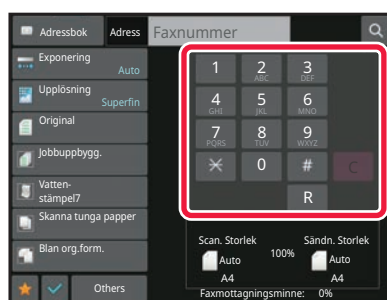 Adressbok Adress Faxnummer
Exponering
Auto
Upplösning
Superfin
Original
Jobbuppbygg.
Vatten-
stämpel7
Skanna tunga papper
Blan org.form.
Others
1 2 3
ABC DEF
4 5 6
GHI JKL MNO
7 8 9
PQRS TUV WXYZ
0 # C
R
Scan. Storlek Sändn. Storlek
Auto 100% Auto
A4 A4
Faxmottagningsminne: 0%